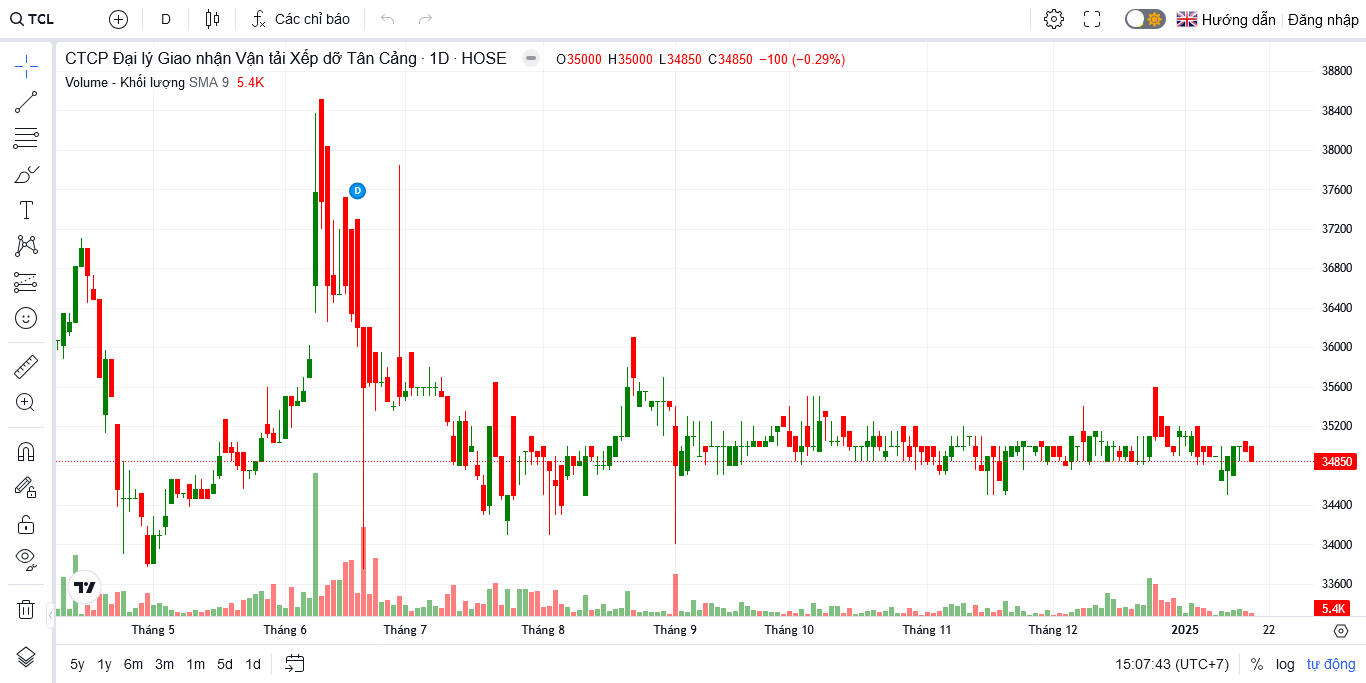 TCL D Các chỉ báo Hướng dẫn Đăng nhập
CTCP Đại lý Giao nhận Vận tải Xếp dỡ Tân Cảng · 1D · HOSE O35000 H35000 L34850 C34850 −100 (−0.29%)
Volume - Khối lượng SMA 9 5.4K
D
38800
38400
38000
37600
37200
36800
36400
36000
35600
35200
34850
34400
34000
33600
5.4K
Tháng 5 Tháng 6 Tháng 7 Tháng 8 Tháng 9 Tháng 10 Tháng 11 Tháng 12 2025 22
5y 1y 6m 3m 1m 5d 1d 15:07:43 (UTC+7) % log tự động